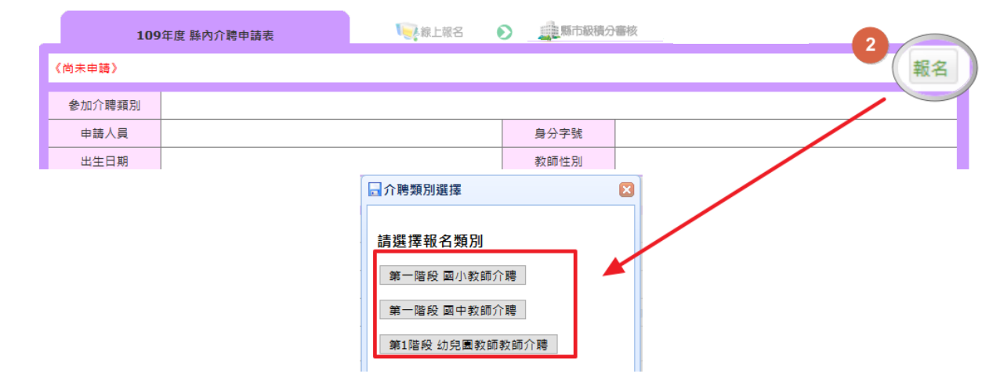 109年度 縣內介聘申請表
線上報名
縣市級積分審核
2
《尚未申請》
報名
參加介聘類別
申請人員
身分字號
出生日期
教師性別
介聘類別選擇
請選擇報名類別
第一階段 國小教師介聘
第一階段 國中教師介聘
第1階段 幼兒園教師教師介聘